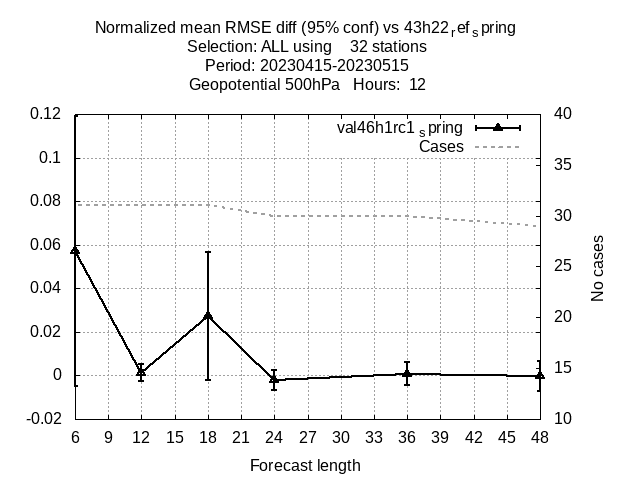 Normalized mean RMSE diff (95% conf) vs 43h22refspring
Selection: ALL using 32 stations
Period: 20230415-20230515
Geopotential 500hPa Hours: 12
val46h1rc1 spring
Cases
0.12
0.1
0.08
0.06
0.04
0.02
0
-0.02
40
35
30
25
20
15
10
No cases
6 9 12 15 18 21 24 27 30 33 36 39 42 45 48
Forecast length